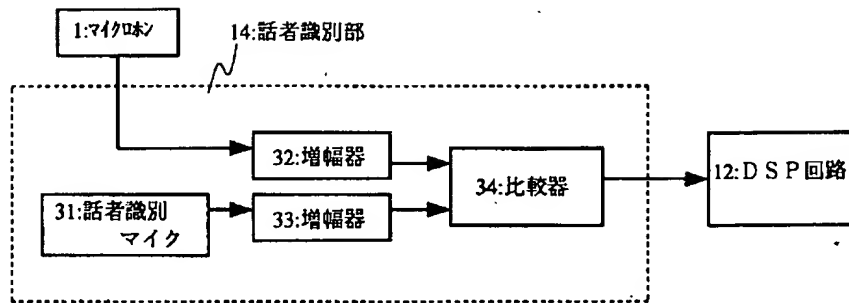 1:マイクロホン
14:話者識別部
32:増幅器
34:比較器
12:DSP回路
31:話者識別
マイク
33:増幅器